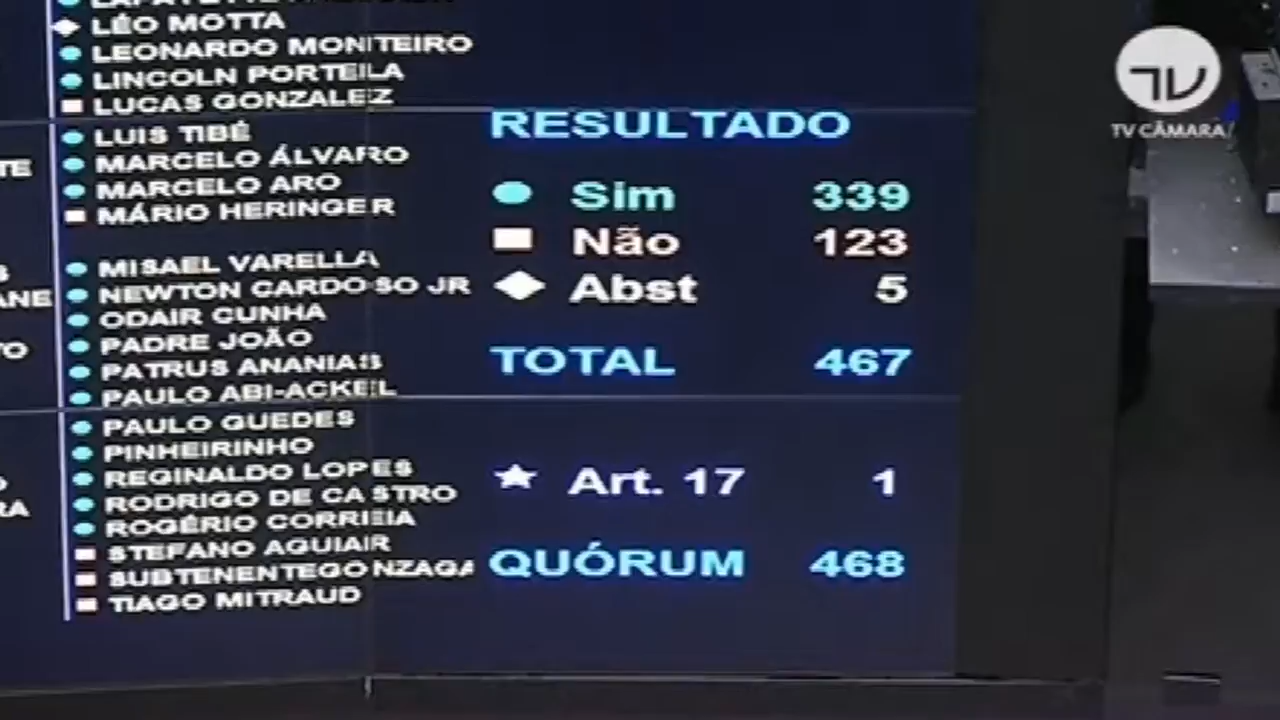 LÉO MOTTA
LEONARDO MONTEIRO
LINCOLN PORTELA
LUCAS GONZALEZ
LUIS TIBÉ
MARCELO ÁLVARO
MARCELO ARO
MÁRIO HERINGER
MISAEL VARELLA
NEWTON CARDOSO JR
ODAIR CUNHA
PADRE JOÃO
PATRUS ANANIAS
PAULO ABI-ACKEL
PAULO GUEDES
PINHEIRINHO
REGINALDO LOPES
RODRIGO DE CASTRO
ROGÉRIO CORREIA
STEFANO AGUIAR
SUBTENENTEGONZAGA
TIAGO MITRAUD
RESULTADO
Sim 339
Não 123
Abst 5
TOTAL 467
Art. 17 1
QUÓRUM 468
TV
TV CÂMARA